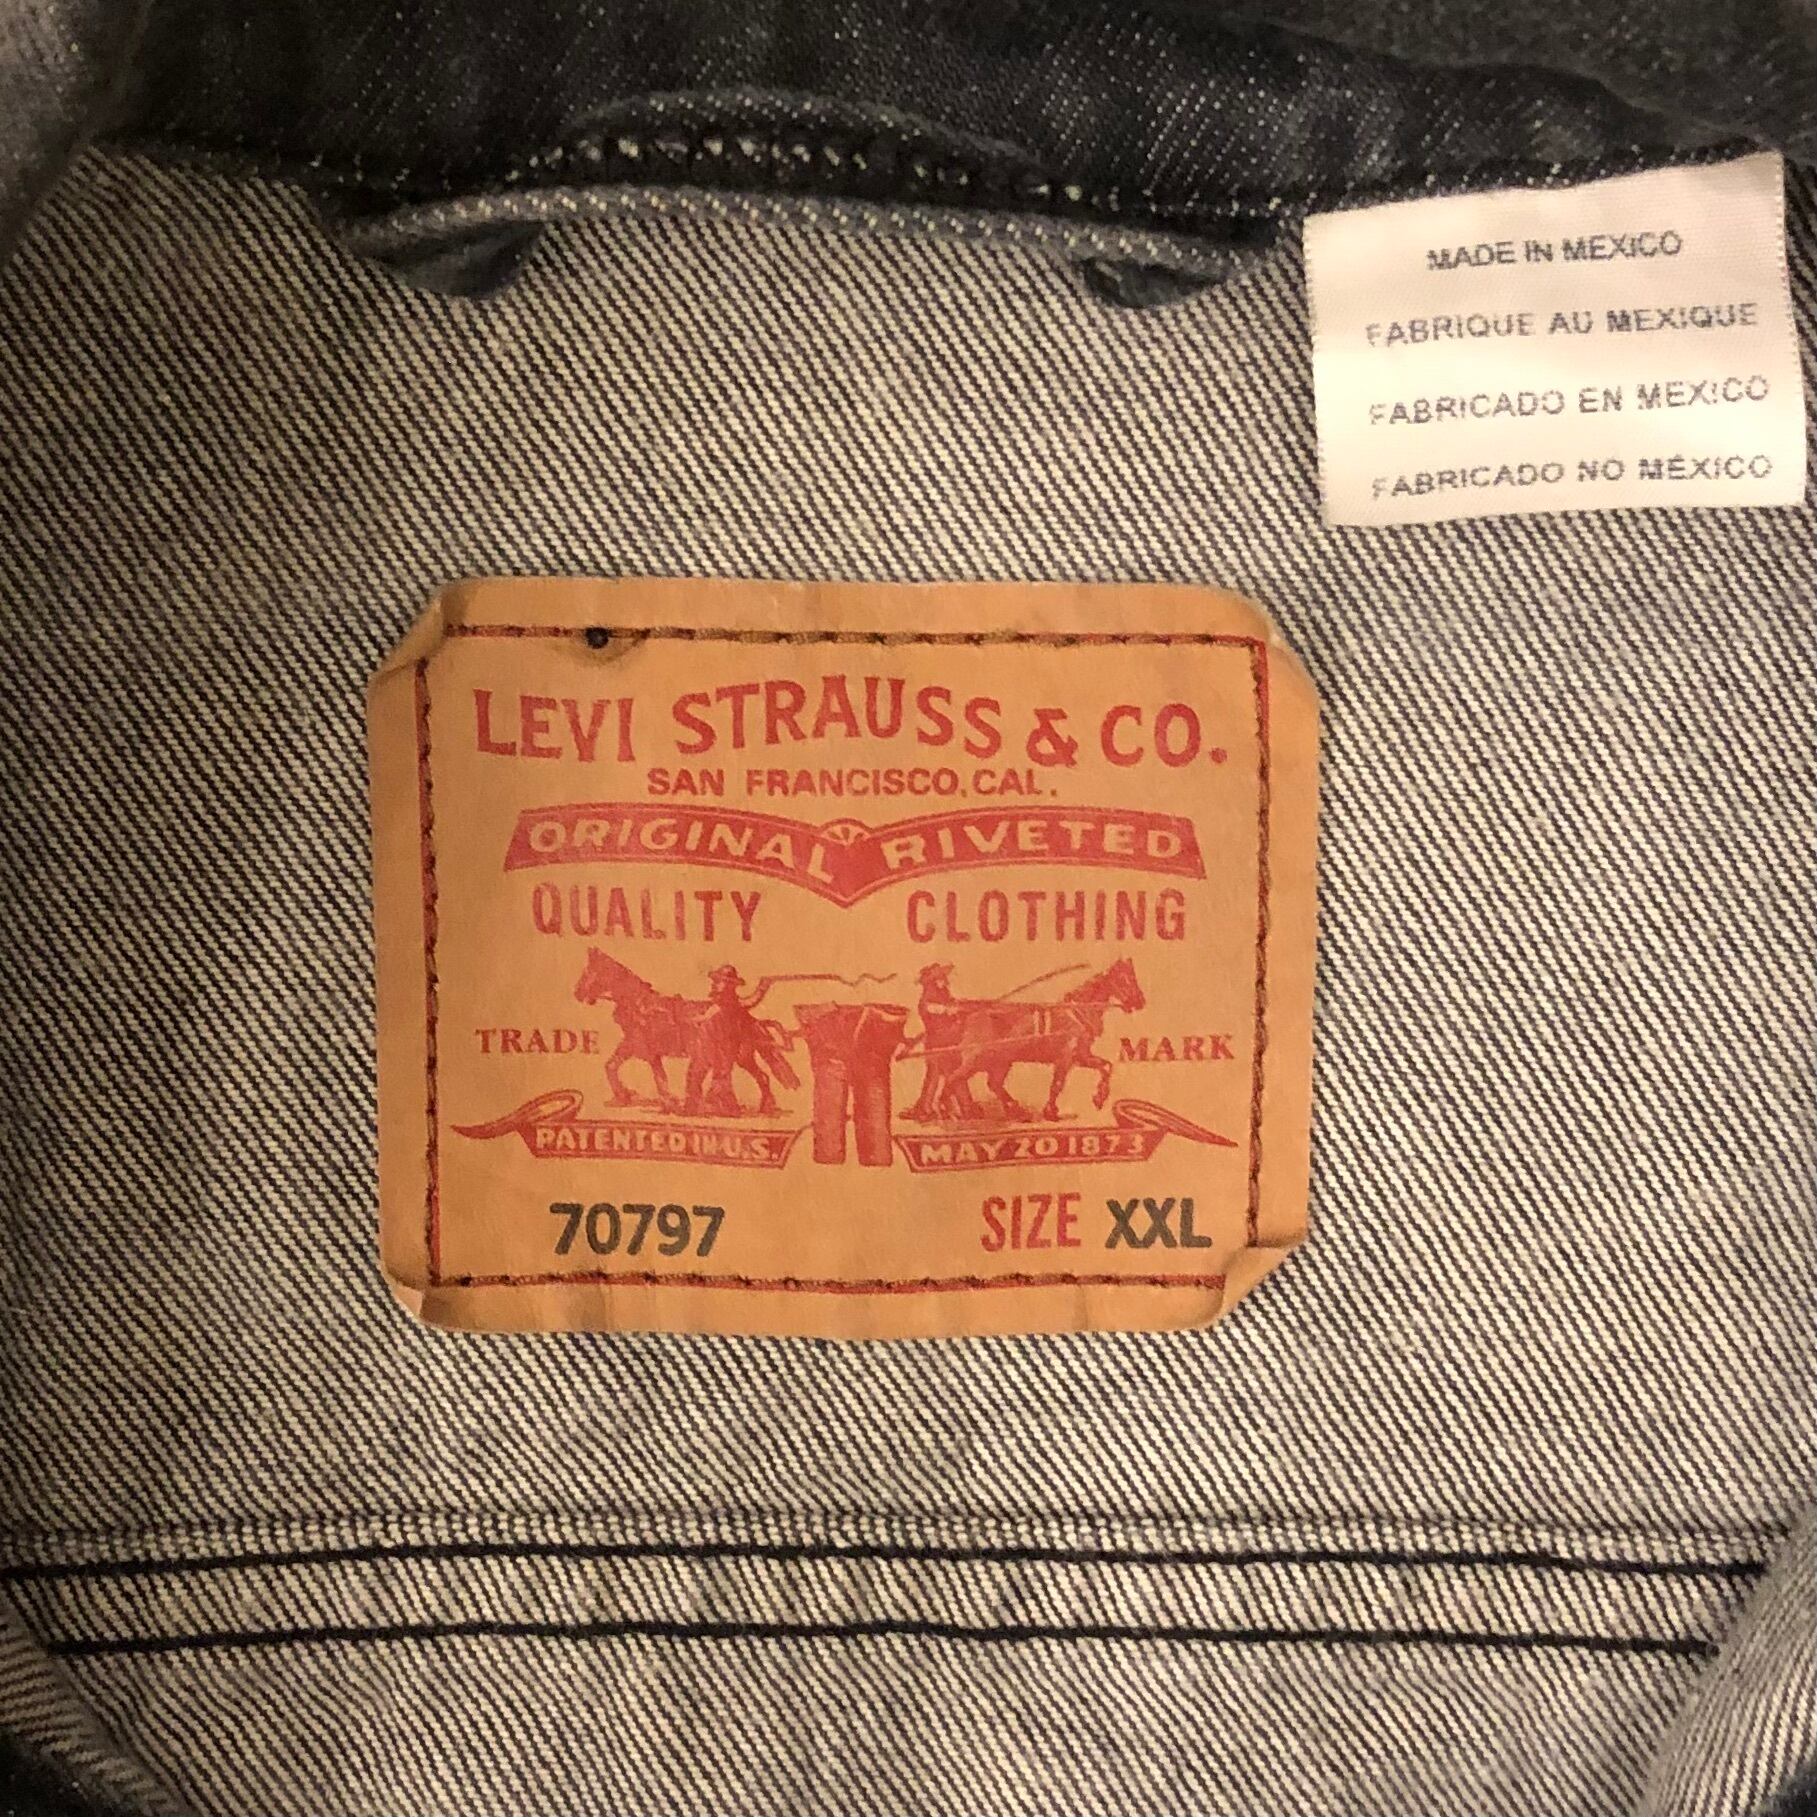 MADE IN MEXICO
FABRIQUE AU MEXIQUE
FABRICADO EN MEXICO
FABRICADO NO MÉXICO
LEVI STRAUSS & CO.
SAN FRANCISCO, CAL.
ORIGINAL RIVETED
QUALITY CLOTHING
TRADE MARK
PATENTED IN U.S. MAY 20 1873
70797 SIZE XXL